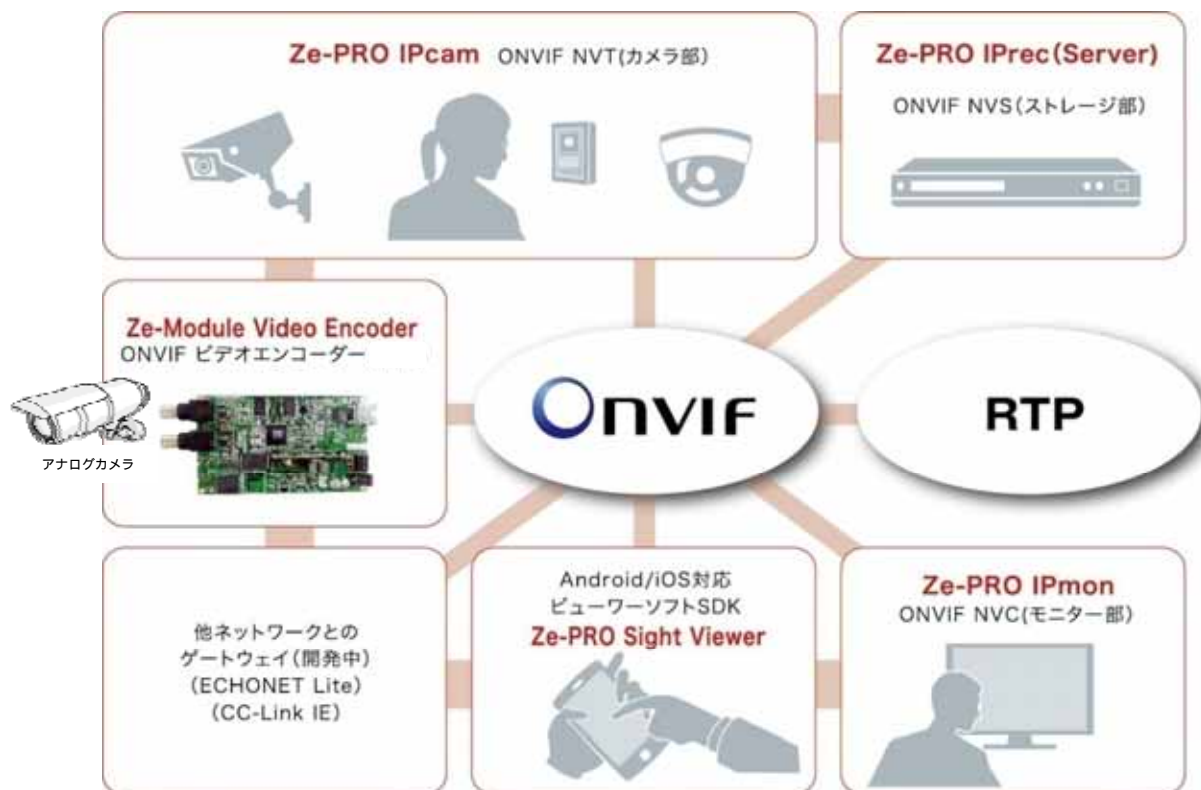 Ze-PRO IPcam ONVIF NVT(カメラ部)
Ze-PRO IPrec(Server)
ONVIF NVS(ストレージ部)
Ze-Module Video Encoder
ONVIF ビデオエンコーダー
アナログカメラ
ONVIF
RTP
他ネットワークとの
ゲートウェイ(開発中)
(ECHONET Lite)
(CC-Link IE)
Android/iOS対応
ビューワーソフトSDK
Ze-PRO Sight Viewer
Ze-PRO IPmon
ONVIF NVC(モニター部)